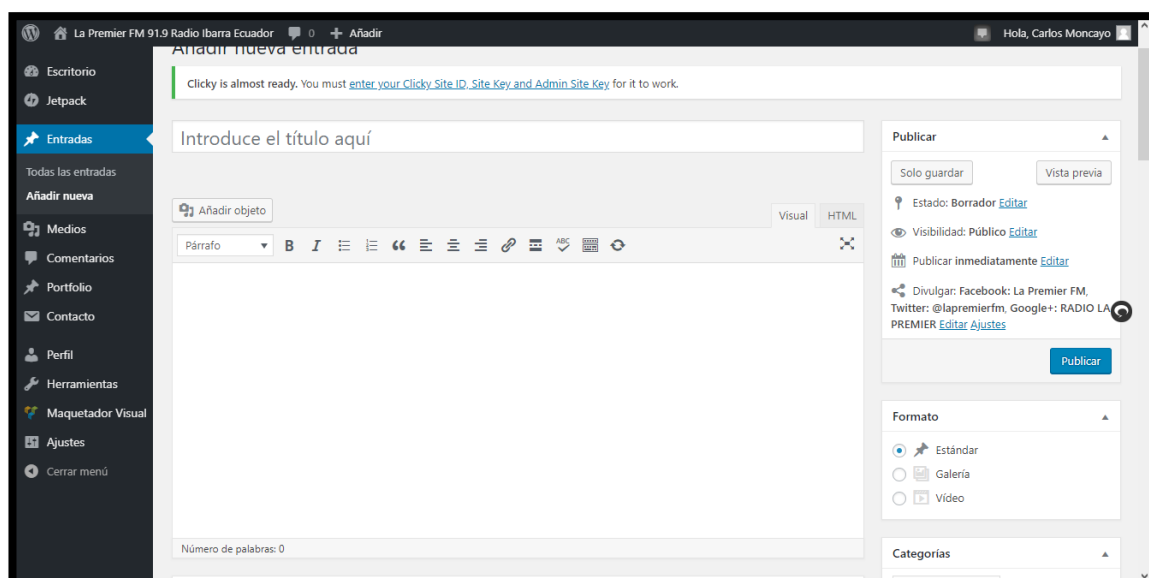 La Premier FM 91.9 Radio Ibarra Ecuador 0 + Añadir Hola, Carlos Moncayo
Añadir nueva entrada
Clicky is almost ready. You must enter your Clicky Site ID, Site Key and Admin Site Key for it to work.
Escritorio
Jetpack
Entradas
Todas las entradas
Añadir nueva
Medios
Comentarios
Portfolio
Contacto
Perfil
Herramientas
Maquetador Visual
Ajustes
Cerrar menú
Introduce el título aquí
Añadir objeto
Visual HTML
Párrafo B I ABC
Número de palabras: 0
Publicar
Solo guardar Vista previa
Estado: Borrador Editar
Visibilidad: Público Editar
Publicar inmediatamente Editar
Divulgar: Facebook: La Premier FM,
Twitter: @lapremierfm, Google+: RADIO LA
PREMIER Editar Ajustes
Publicar
Formato
Estándar
Galería
Vídeo
Categorías